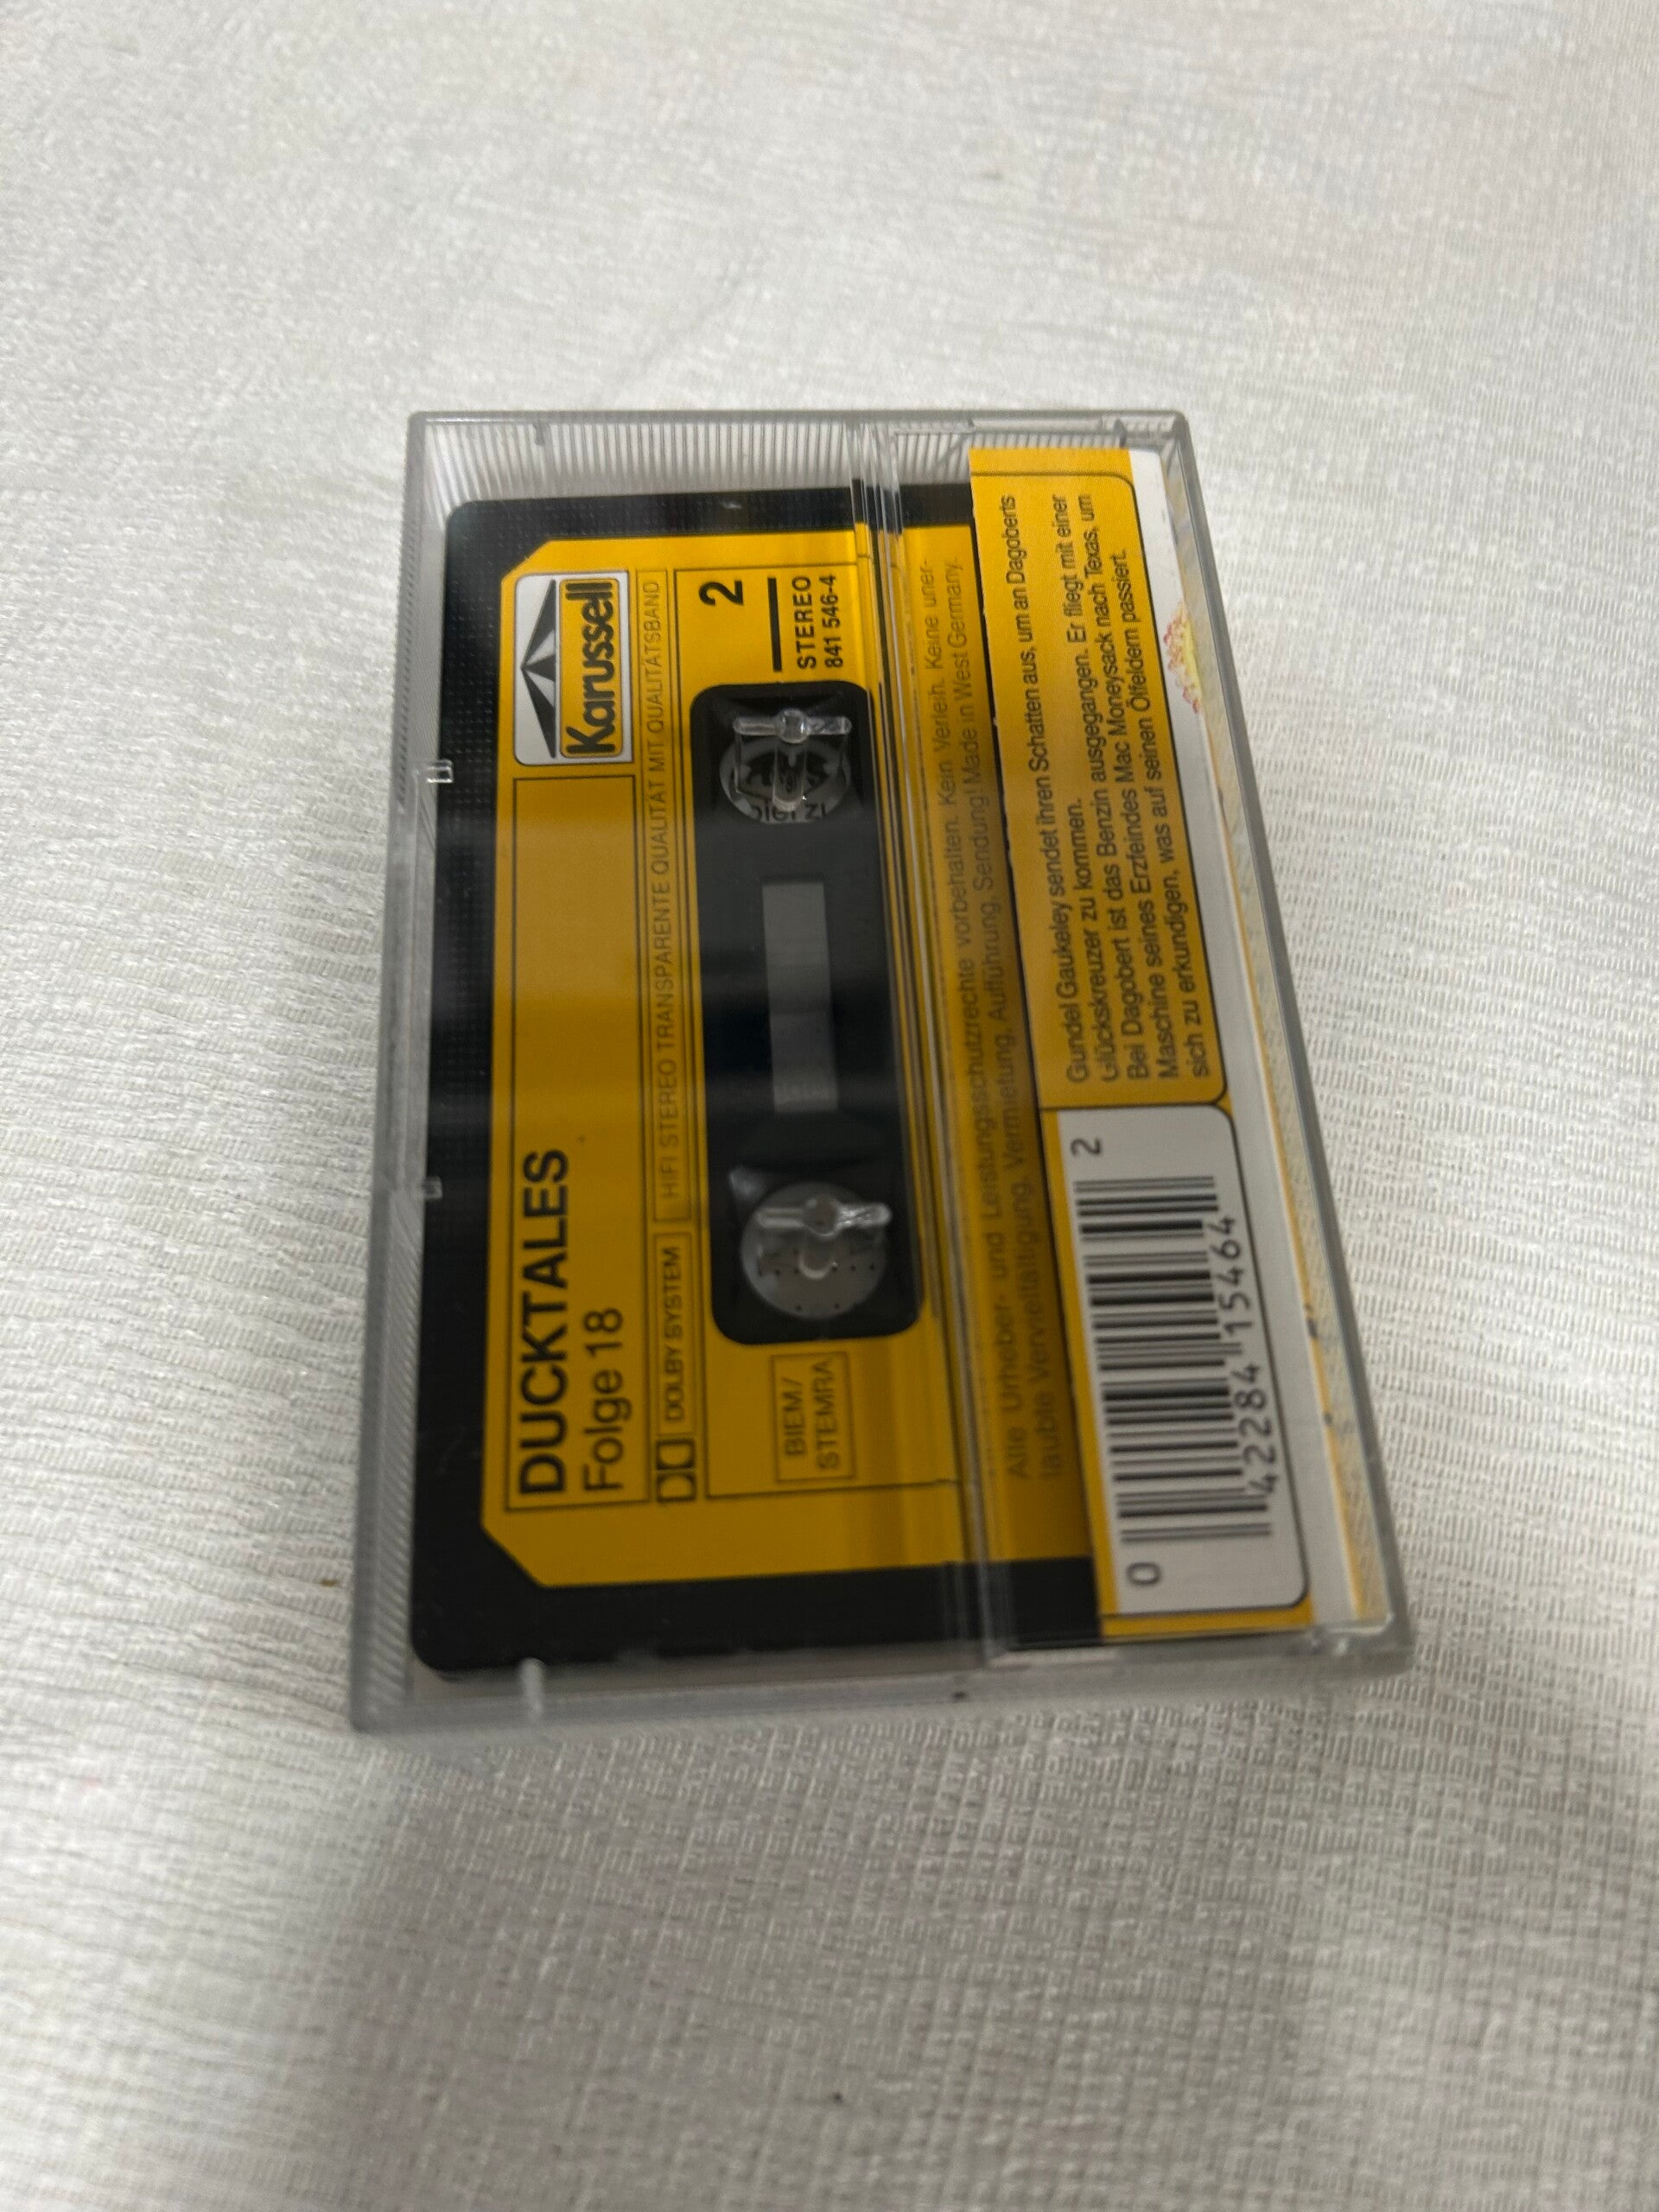 DUCKTALES
Folge 18
Karussell
DOLBY SYSTEM
HIFI STEREO TRANSPARENTE QUALITÄT MIT QUALITÄTSBAND
BIEM/
STEMRA
2
STEREO
841 546-4
Alle Urheber- und Leistungsschutzrechte vorbehalten. Kein Verleih. Keine uner-
laubte Vervielfältigung, Vermietung, Aufführung, Sendung! Made in West Germany.
Gundel Gaukeley sendet ihren Schatten aus, um an Dagoberts
Glückskreuzer zu kommen.
Bei Dagobert ist das Benzin ausgegangen. Er fliegt mit einer
Maschine seines Erzfeindes Mac Moneysack nach Texas, um
sich zu erkundigen, was auf seinen Ölfeldern passiert.
0 42284 15464 2